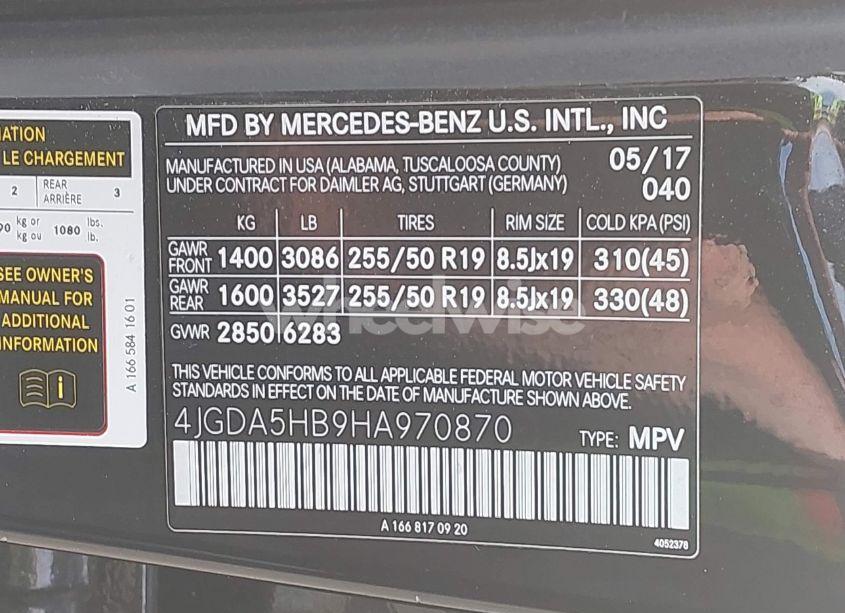 MATION
LE CHARGEMENT
2 REAR ARRIÈRE 3
90 kg or kg ou 1080 lbs. lb.
SEE OWNER'S
MANUAL FOR
ADDITIONAL
INFORMATION
i
A 166 584 16 01
MFD BY MERCEDES-BENZ U.S. INTL., INC
MANUFACTURED IN USA (ALABAMA, TUSCALOOSA COUNTY) 05/17
UNDER CONTRACT FOR DAIMLER AG, STUTTGART (GERMANY) 040
KG LB TIRES RIM SIZE COLD KPA (PSI)
GAWR FRONT 1400 3086 255/50 R19 8.5Jx19 310(45)
GAWR REAR 1600 3527 255/50 R19 8.5Jx19 330(48)
GVWR 2850 6283
wheelwise
THIS VEHICLE CONFORMS TO ALL APPLICABLE FEDERAL MOTOR VEHICLE SAFETY
STANDARDS IN EFFECT ON THE DATE OF MANUFACTURE SHOWN ABOVE.
4JGDA5HB9HA970870 TYPE: MPV
A 166 817 09 20
4052378